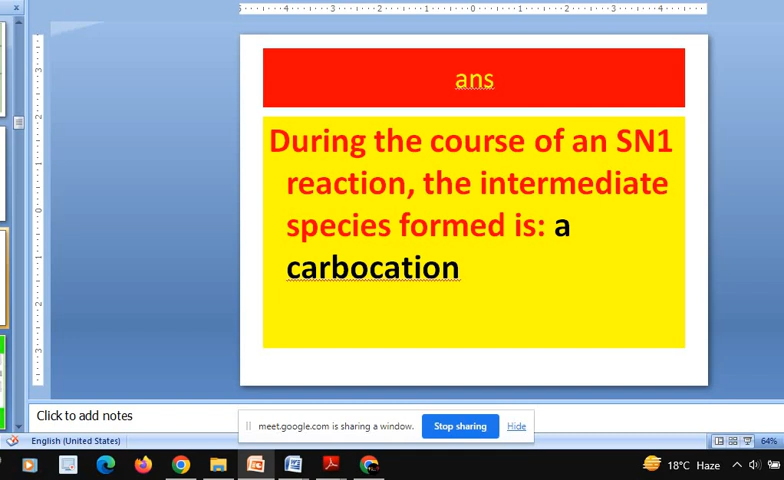 ans
During the course of an SN1
reaction, the intermediate
species formed is: a
carbocation
Click to add notes
meet.google.com is sharing a window. Stop sharing Hide
English (United States) 64%
18°C Haze